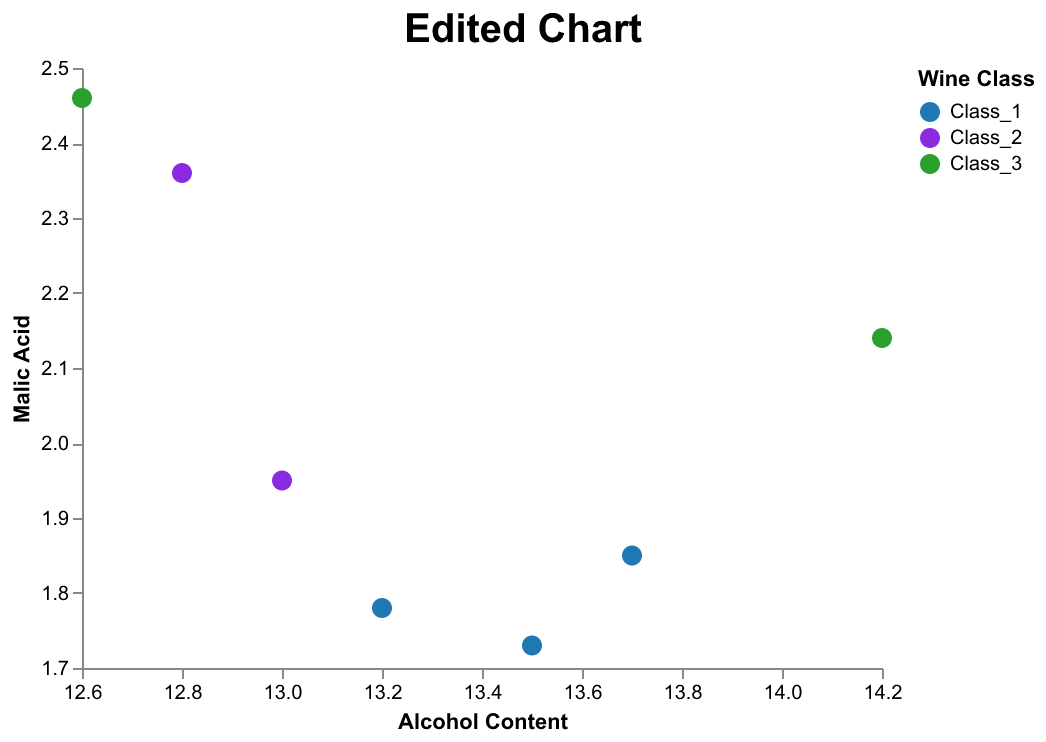 Edited Chart
Wine Class
Class_1
Class_2
Class_3
Malic Acid
2.5
2.4
2.3
2.2
2.1
2.0
1.9
1.8
1.7
12.6 12.8 13.0 13.2 13.4 13.6 13.8 14.0 14.2
Alcohol Content